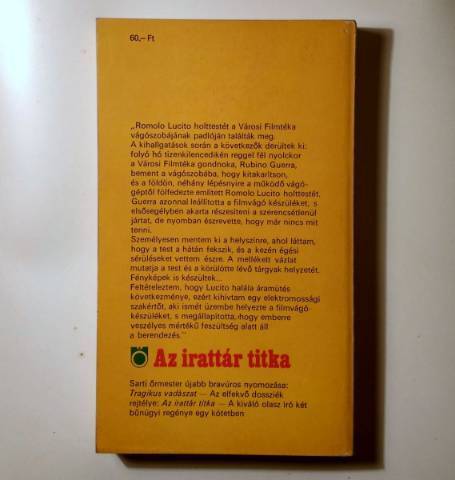 60,– Ft
„Romolo Lucito holttestét a Városi Filmtéka
vágószobájának padlóján találták meg.
A kihallgatások során a következők derültek ki:
folyó hó tizenkilencedikén reggel fél nyolckor
a Városi Filmtéka gondnoka, Rubino Guerra,
bement a vágószobába, hogy kitakarítson,
és a földön, néhány lépésnyire a működő vágó-
géptől fölfedezte említett Romolo Lucito holttestét.
Guerra azonnal leállította a filmvágó készüléket, s
elsősegélyben akarta részesíteni a szerencsétlenül
jártat, de nyomban észrevette, hogy már nincs mit
tenni.
Személyesen mentem ki a helyszínre, ahol láttam,
hogy a test a hátán fekszik, és a kezén égési
sérüléseket vettem észre. A mellékelt vázlat
mutatja a test és a körülötte lévő tárgyak helyzetét.
Fényképek is készültek...
Feltételeztem, hogy Lucito halála áramütés
következménye, ezért kihívtam egy elektromossági
szakértőt, aki ismét üzembe helyezte a filmvágó-
készüléket, s megállapította, hogy emberre
veszélyes mértékű feszültség alatt áll
a berendezés."
Az irattár titka
Sarti őrmester újabb bravúros nyomozása:
Tragikus vadászat — Az elfekvő dossziék
rejtélye: Az irattár titka — A kiváló olasz író két
bűnügyi regénye egy kötetben